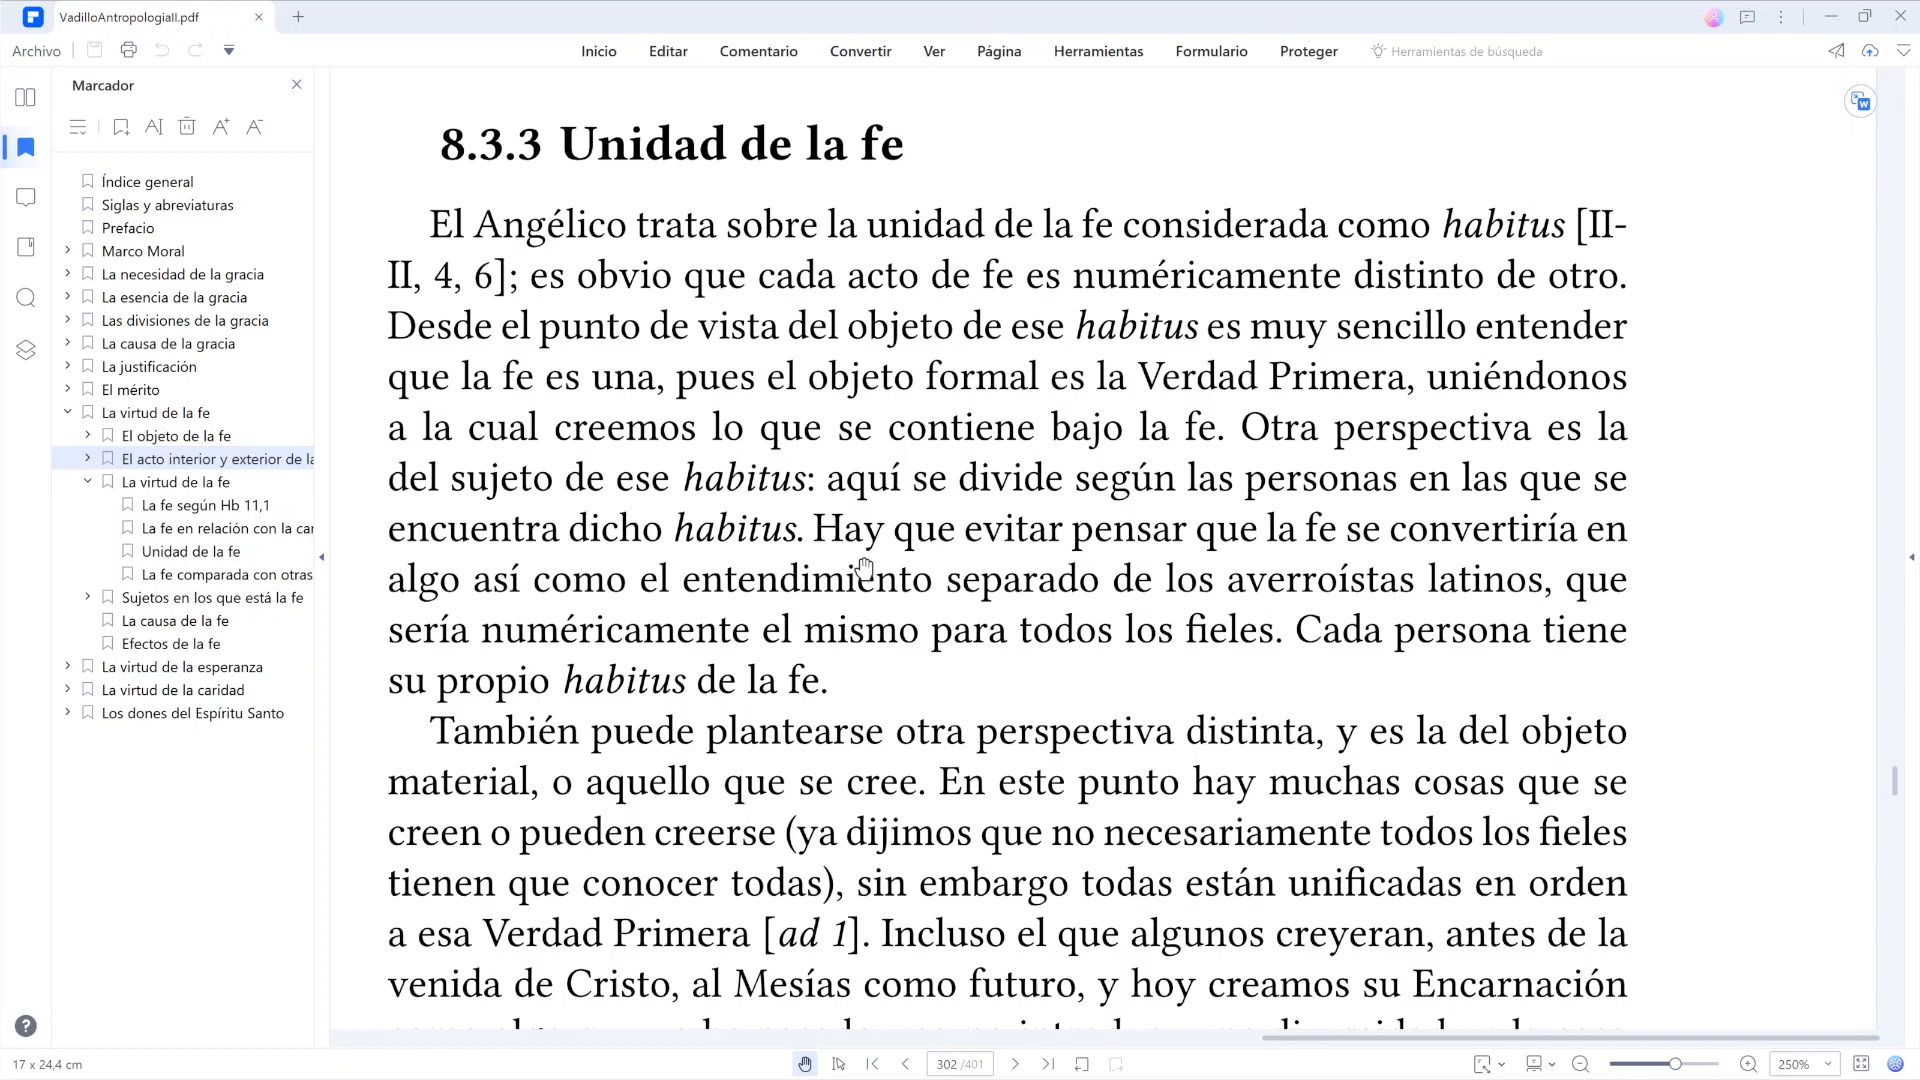 VadilloAntropologiaII.pdf
Archivo
Inicio
Editar
Comentario
Convertir
Ver
Página
Herramientas
Formulario
Proteger
Herramientas de búsqueda
Marcador
Índice general
Siglas y abreviaturas
Prefacio
Marco Moral
La necesidad de la gracia
La esencia de la gracia
Las divisiones de la gracia
La causa de la gracia
La justificación
El mérito
La virtud de la fe
El objeto de la fe
El acto interior y exterior de la
La virtud de la fe
La fe según Hb 11,1
La fe en relación con la car
Unidad de la fe
La fe comparada con otras
Sujetos en los que está la fe
La causa de la fe
Efectos de la fe
La virtud de la esperanza
La virtud de la caridad
Los dones del Espíritu Santo
8.3.3 Unidad de la fe
El Angélico trata sobre la unidad de la fe considerada como habitus [II-
II, 4, 6]; es obvio que cada acto de fe es numéricamente distinto de otro.
Desde el punto de vista del objeto de ese habitus es muy sencillo entender
que la fe es una, pues el objeto formal es la Verdad Primera, uniéndonos
a la cual creemos lo que se contiene bajo la fe. Otra perspectiva es la
del sujeto de ese habitus: aquí se divide según las personas en las que se
encuentra dicho habitus. Hay que evitar pensar que la fe se convertiría en
algo así como el entendimiento separado de los averroístas latinos, que
sería numéricamente el mismo para todos los fieles. Cada persona tiene
su propio habitus de la fe.
También puede plantearse otra perspectiva distinta, y es la del objeto
material, o aquello que se cree. En este punto hay muchas cosas que se
creen o pueden creerse (ya dijimos que no necesariamente todos los fieles
tienen que conocer todas), sin embargo todas están unificadas en orden
a esa Verdad Primera [ad 1]. Incluso el que algunos creyeran, antes de la
venida de Cristo, al Mesías como futuro, y hoy creamos su Encarnación
17 x 24,4 cm
302 /401
250%